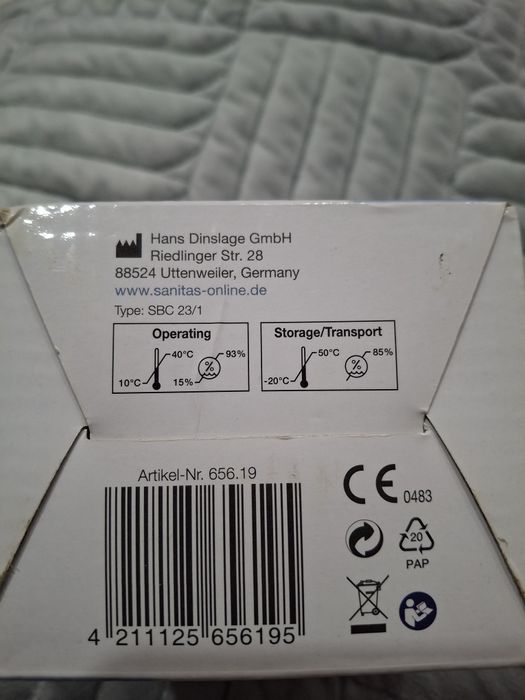 Hans Dinslage GmbH
Riedlinger Str. 28
88524 Uttenweiler, Germany
www.sanitas-online.de
Type: SBC 23/1
Operating
40°C
93%
%
10°C
15%
Storage/Transport
50°C
85%
%
-20°C
Artikel-Nr. 656.19
CE 0483
20
PAP
4 211125 656195